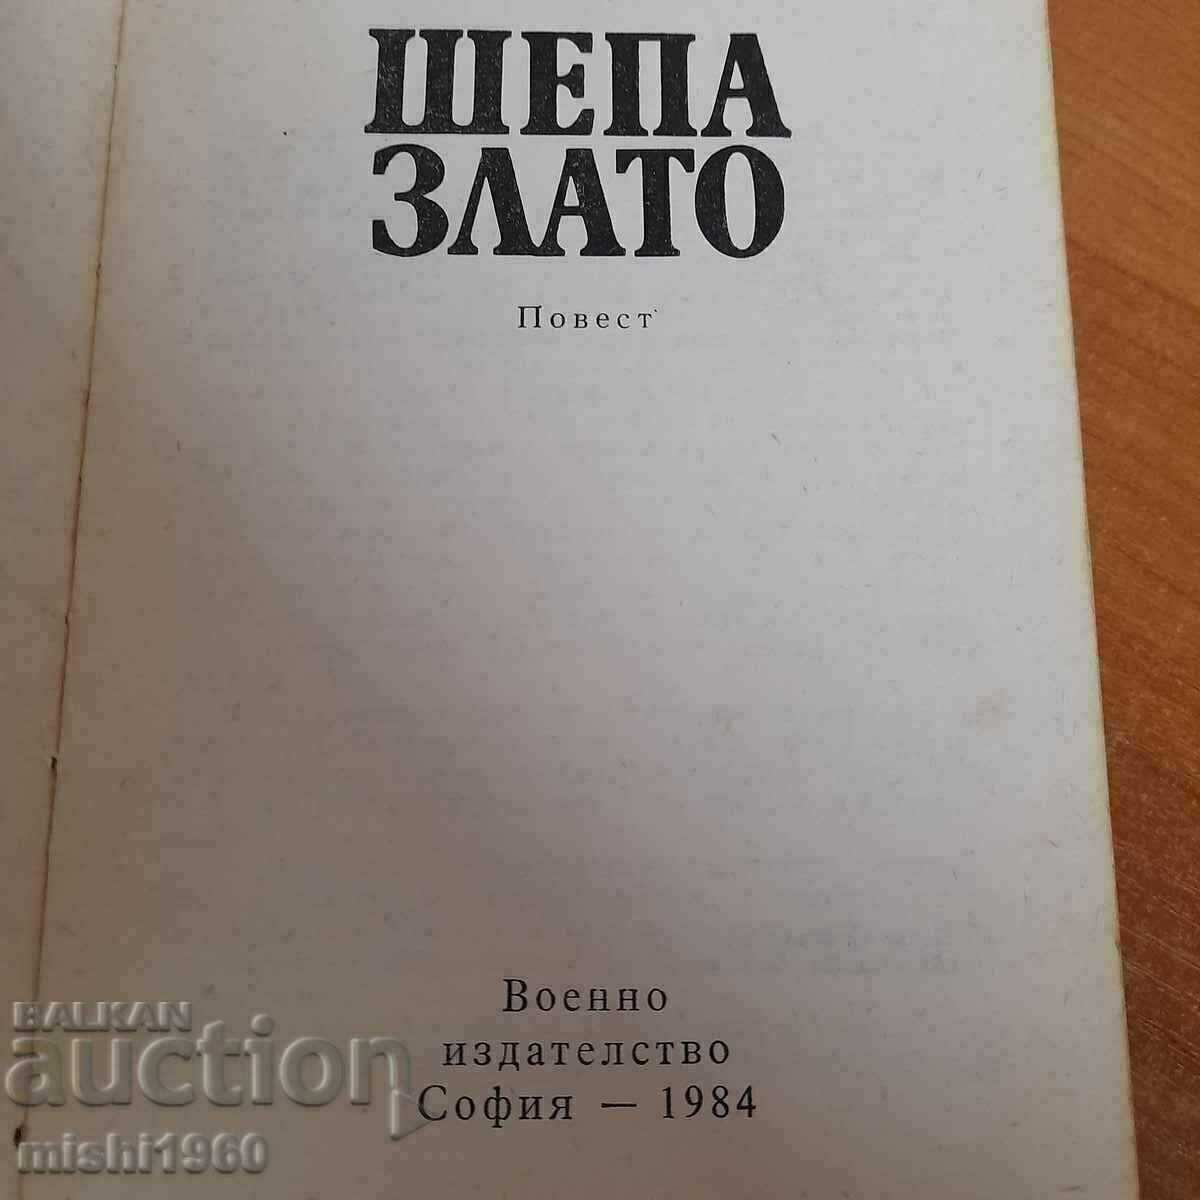 ШЕПА
ЗЛАТО
Повест
Военно
издателство
София — 1984
BALKAN
auction
mishi1960